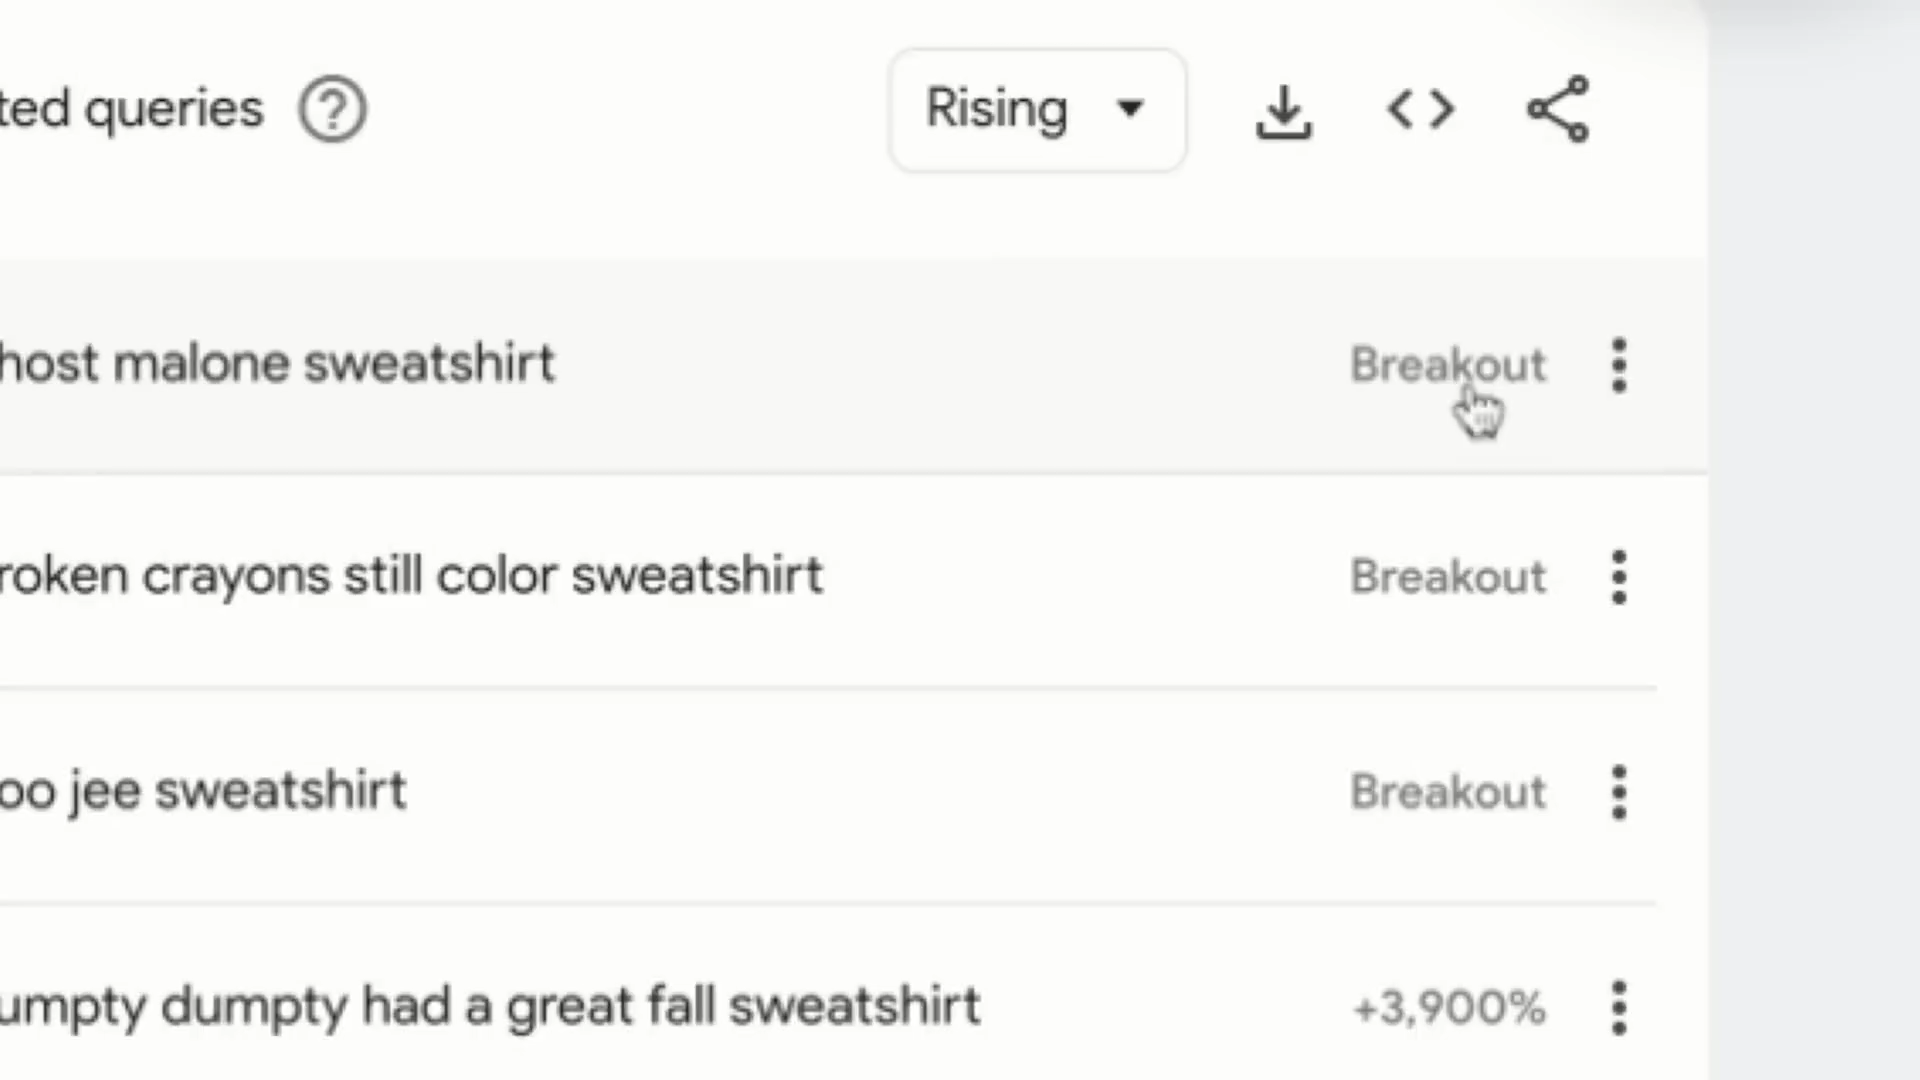 ted queries
Rising
host malone sweatshirt Breakout
roken crayons still color sweatshirt Breakout
oo jee sweatshirt Breakout
umpty dumpty had a great fall sweatshirt +3,900%